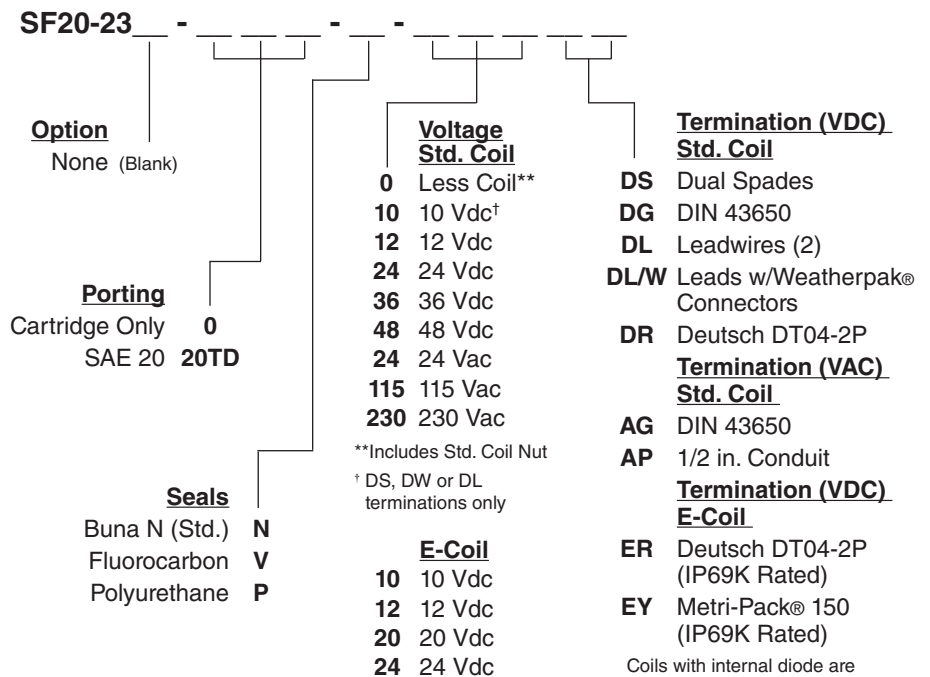 SF20-23__ - __ __ __ - __ - __ __ __ __ __
Option
None (Blank)
Porting
Cartridge Only 0
SAE 20 20TD
Seals
Buna N (Std.) N
Fluorocarbon V
Polyurethane P
Voltage
Std. Coil
0 Less Coil**
10 10 Vdc†
12 12 Vdc
24 24 Vdc
36 36 Vdc
48 48 Vdc
24 24 Vac
115 115 Vac
230 230 Vac
**Includes Std. Coil Nut
† DS, DW or DL
terminations only
E-Coil
10 10 Vdc
12 12 Vdc
20 20 Vdc
24 24 Vdc
Termination (VDC)
Std. Coil
DS Dual Spades
DG DIN 43650
DL Leadwires (2)
DL/W Leads w/Weatherpak®
Connectors
DR Deutsch DT04-2P
Termination (VAC)
Std. Coil
AG DIN 43650
AP 1/2 in. Conduit
Termination (VDC)
E-Coil
ER Deutsch DT04-2P
(IP69K Rated)
EY Metri-Pack® 150
(IP69K Rated)
Coils with internal diode are